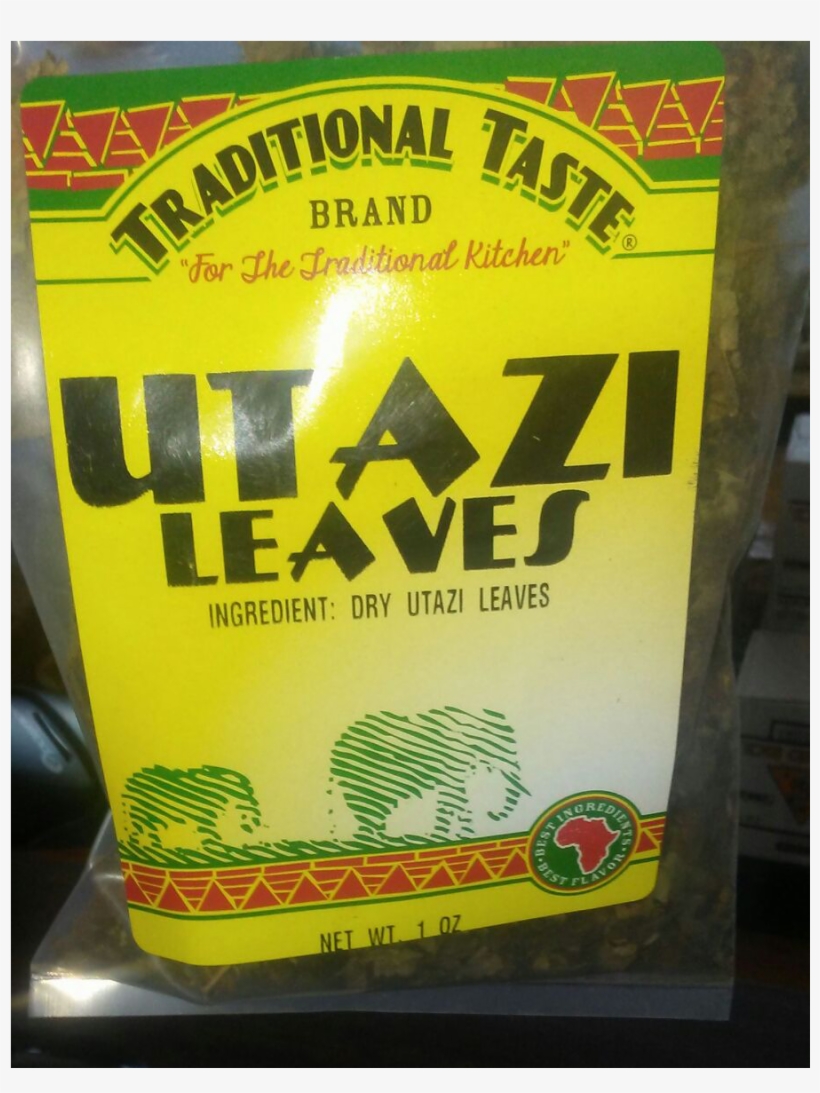 TRADITIONAL TASTE
BRAND
®
"For The Traditional Kitchen"
UTAZI
LEAVES
INGREDIENT: DRY UTAZI LEAVES
BEST INGREDIENTS
BEST FLAVOR
NET WT. 1 OZ